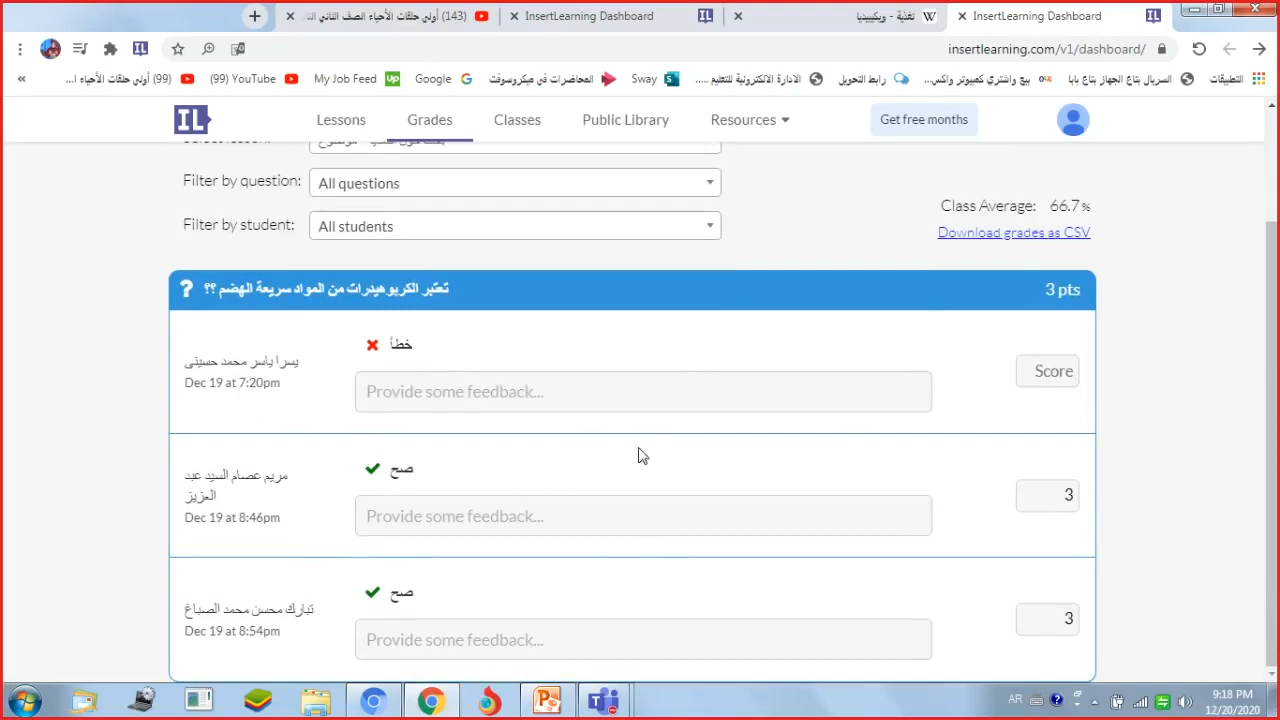 InsertLearning Dashboard
تغذية - ويكيبيديا
InsertLearning Dashboard
(143) أولى حلقات الأحياء الصف الثاني الثا
insertlearning.com/v1/dashboard/
التطبيقات
السريال بتاع الجهاز بتاع بابا
بيع واشتري كمبيوتر واكس...
رابط التحويل
الادارة الالكترونية للتعليم ...
Sway
المحاضرات في ميكروسوفت
Google
My Job Feed
(99) YouTube
(99) أولى حلقات الأحياء ا...
Lessons
Grades
Classes
Public Library
Resources
Get free months
Filter by question:
All questions
Filter by student:
All students
Class Average: 66.7%
Download grades as CSV
تعتبر الكربوهيدرات من المواد سريعة الهضم ؟؟
3 pts
يسرا ياسر محمد حسينى
Dec 19 at 7:20pm
خطأ
Provide some feedback...
Score
مريم عصام السيد عبد
العزيز
Dec 19 at 8:46pm
صح
Provide some feedback...
3
تبارك محسن محمد الصباغ
Dec 19 at 8:54pm
صح
Provide some feedback...
3
AR
9:18 PM
12/20/2020